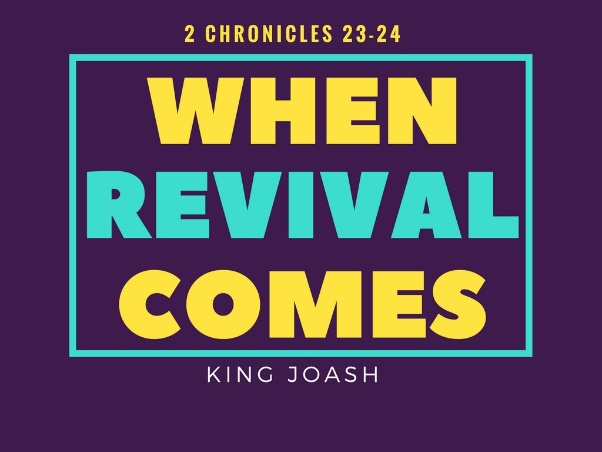 2 CHRONICLES 23-24
WHEN
REVIVAL
COMES
KING JOASH